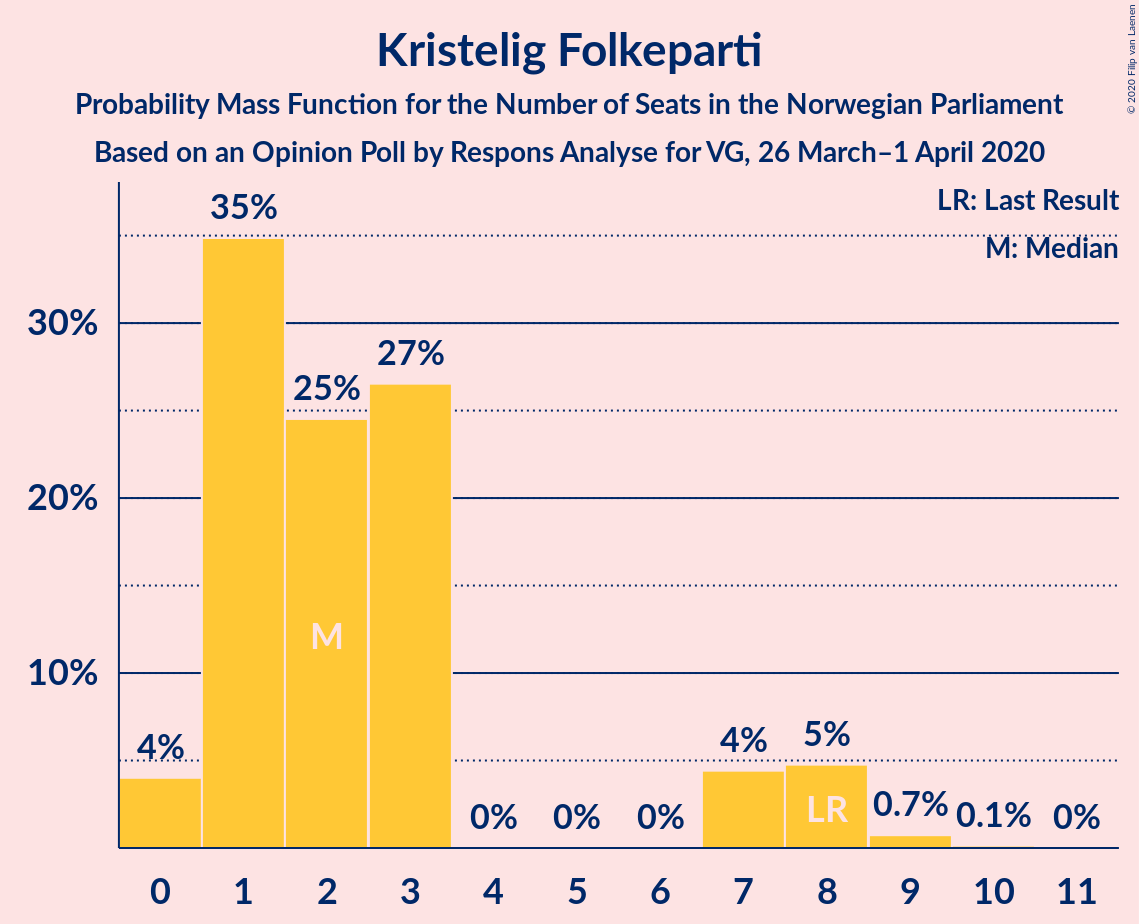 Kristelig Folkeparti
Probability Mass Function for the Number of Seats in the Norwegian Parliament
Based on an Opinion Poll by Respons Analyse for VG, 26 March–1 April 2020
© 2020 Filip van Laenen
LR: Last Result
M: Median
35%
30%
27%
25%
20%
M
10%
4%
0%
0%
0%
4%
5%
LR
0.7%
0.1%
0%
0 1 2 3 4 5 6 7 8 9 10 11